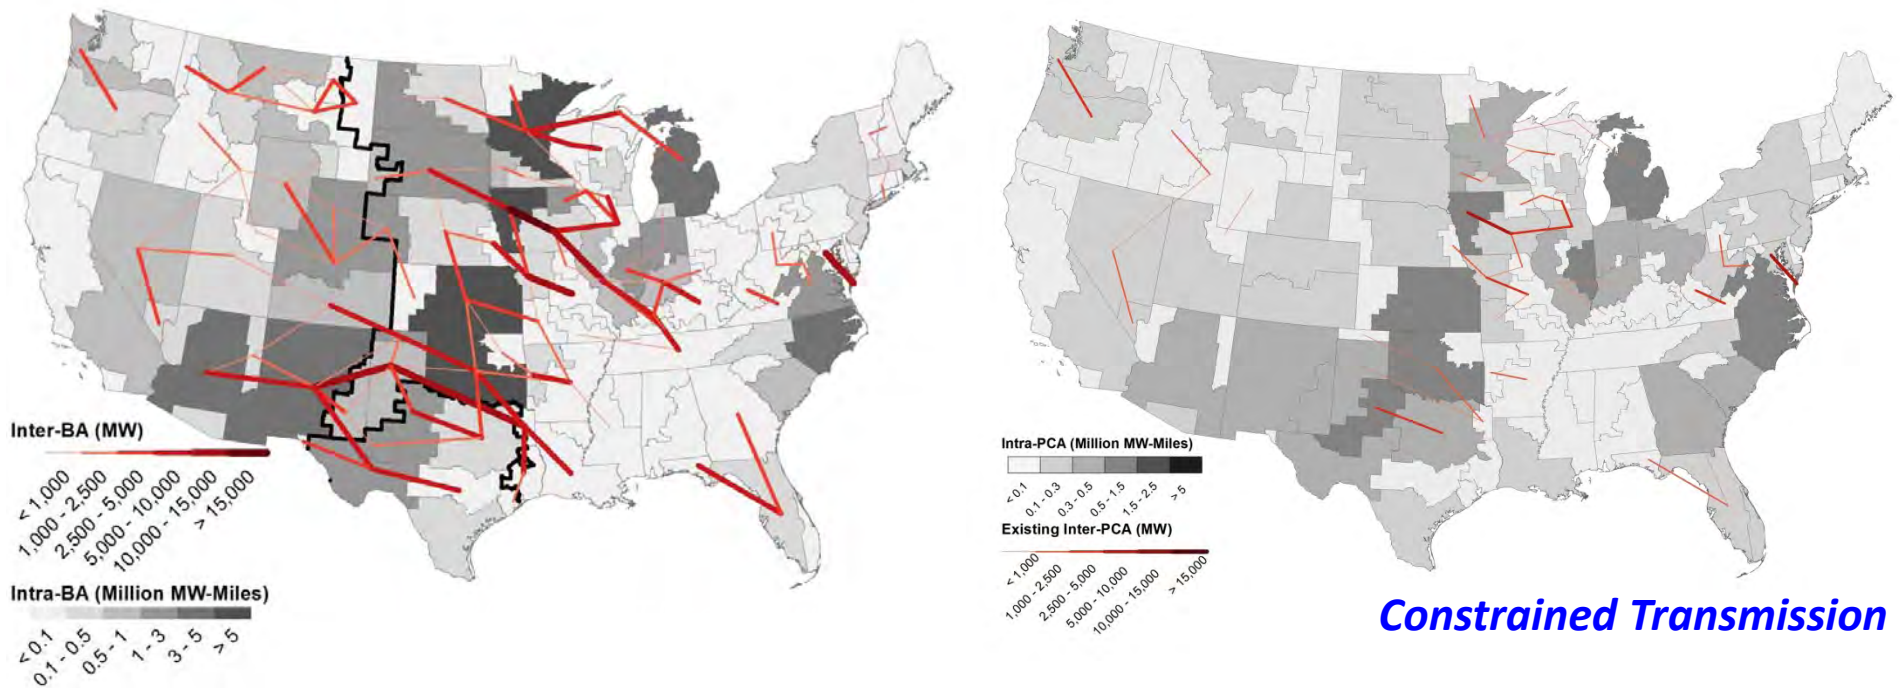 Inter-BA (MW)
< 1,000
1,000 - 2,500
2,500 - 5,000
5,000 - 10,000
10,000 - 15,000
> 15,000
Intra-BA (Million MW-Miles)
< 0.1
0.1 - 0.5
0.5 - 1
1 - 3
3 - 5
> 5
Intra-PCA (Million MW-Miles)
< 0.1
0.1 - 0.3
0.3 - 0.5
0.5 - 1.5
1.5 - 2.5
> 5
Existing Inter-PCA (MW)
< 1,000
1,000 - 2,500
2,500 - 5,000
5,000 - 10,000
10,000 - 15,000
> 15,000
Constrained Transmission